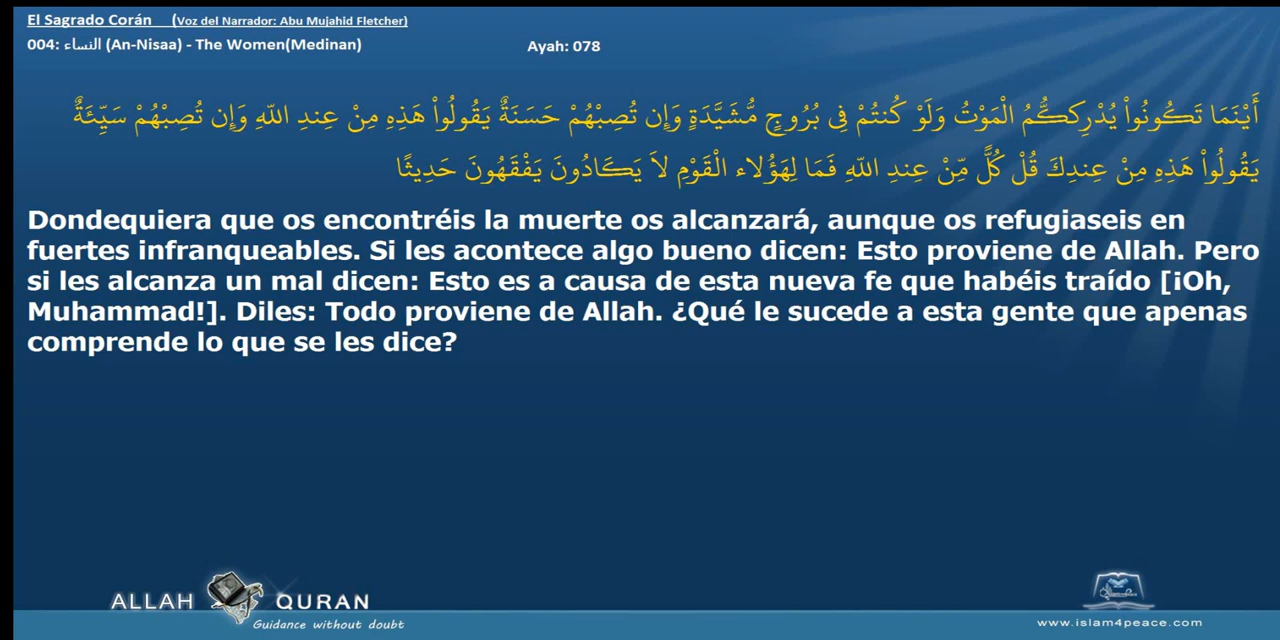 El Sagrado Corán (Voz del Narrador: Abu Mujahid Fletcher)
004: النساء (An-Nisaa) - The Women(Medinan) Ayah: 078
أَيْنَمَا تَكُونُواْ يُدْرِككُّمُ الْمَوْتُ وَلَوْ كُنتُمْ فِي بُرُوجٍ مُّشَيَّدَةٍ وَإِن تُصِبْهُمْ حَسَنَةٌ يَقُولُواْ هَذِهِ مِنْ عِندِ اللّهِ وَإِن تُصِبْهُمْ سَيِّئَةٌ
يَقُولُواْ هَذِهِ مِنْ عِندِكَ قُلْ كُلًّ مِّنْ عِندِ اللّهِ فَمَا لِهَؤُلاء الْقَوْمِ لاَ يَكَادُونَ يَفْقَهُونَ حَدِيثًا
Dondequiera que os encontréis la muerte os alcanzará, aunque os refugiaseis en
fuertes infranqueables. Si les acontece algo bueno dicen: Esto proviene de Allah. Pero
si les alcanza un mal dicen: Esto es a causa de esta nueva fe que habéis traído [¡Oh,
Muhammad!]. Diles: Todo proviene de Allah. ¿Qué le sucede a esta gente que apenas
comprende lo que se les dice?
ALLAH QURAN
Guidance without doubt
www.islam4peace.com